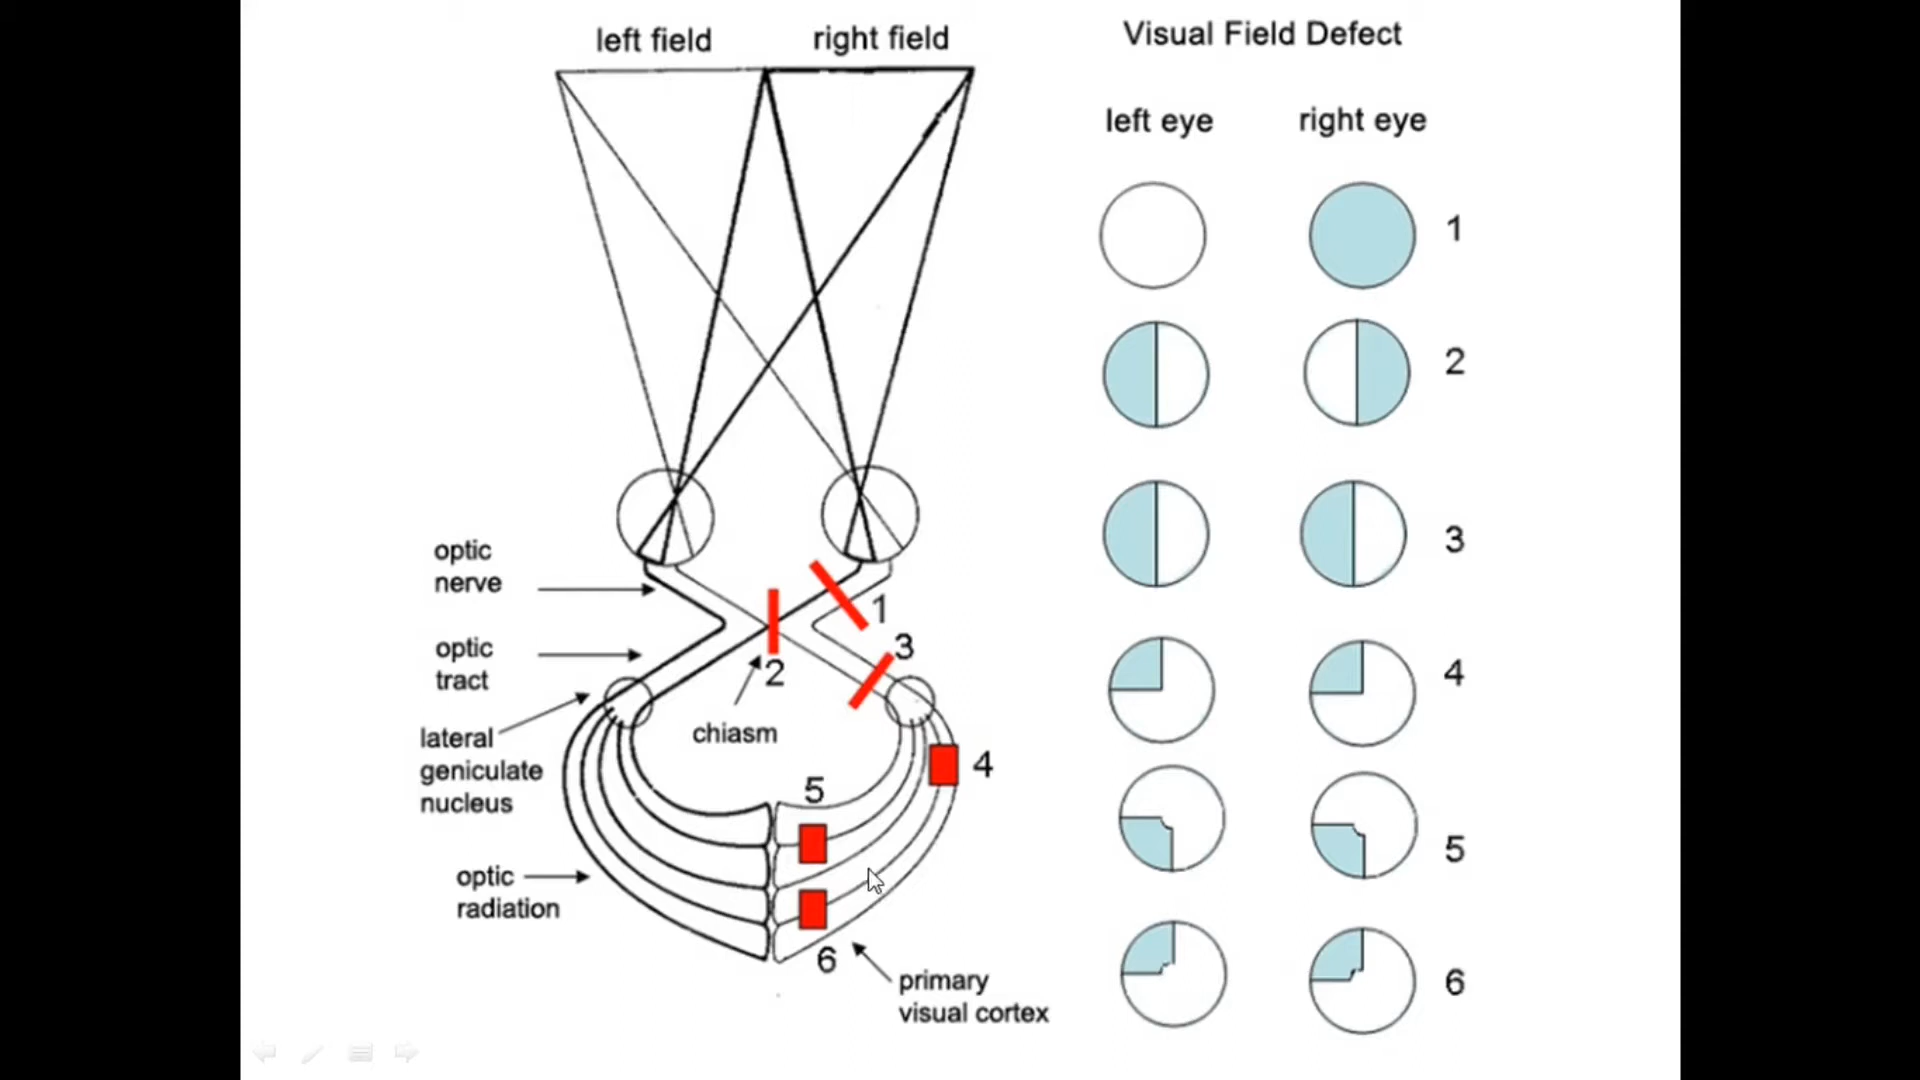 left field
right field
Visual Field Defect
left eye
right eye
1
2
3
4
5
6
optic
nerve
optic
tract
lateral
geniculate
nucleus
optic
radiation
1
2
3
chiasm
4
5
6
primary
visual cortex